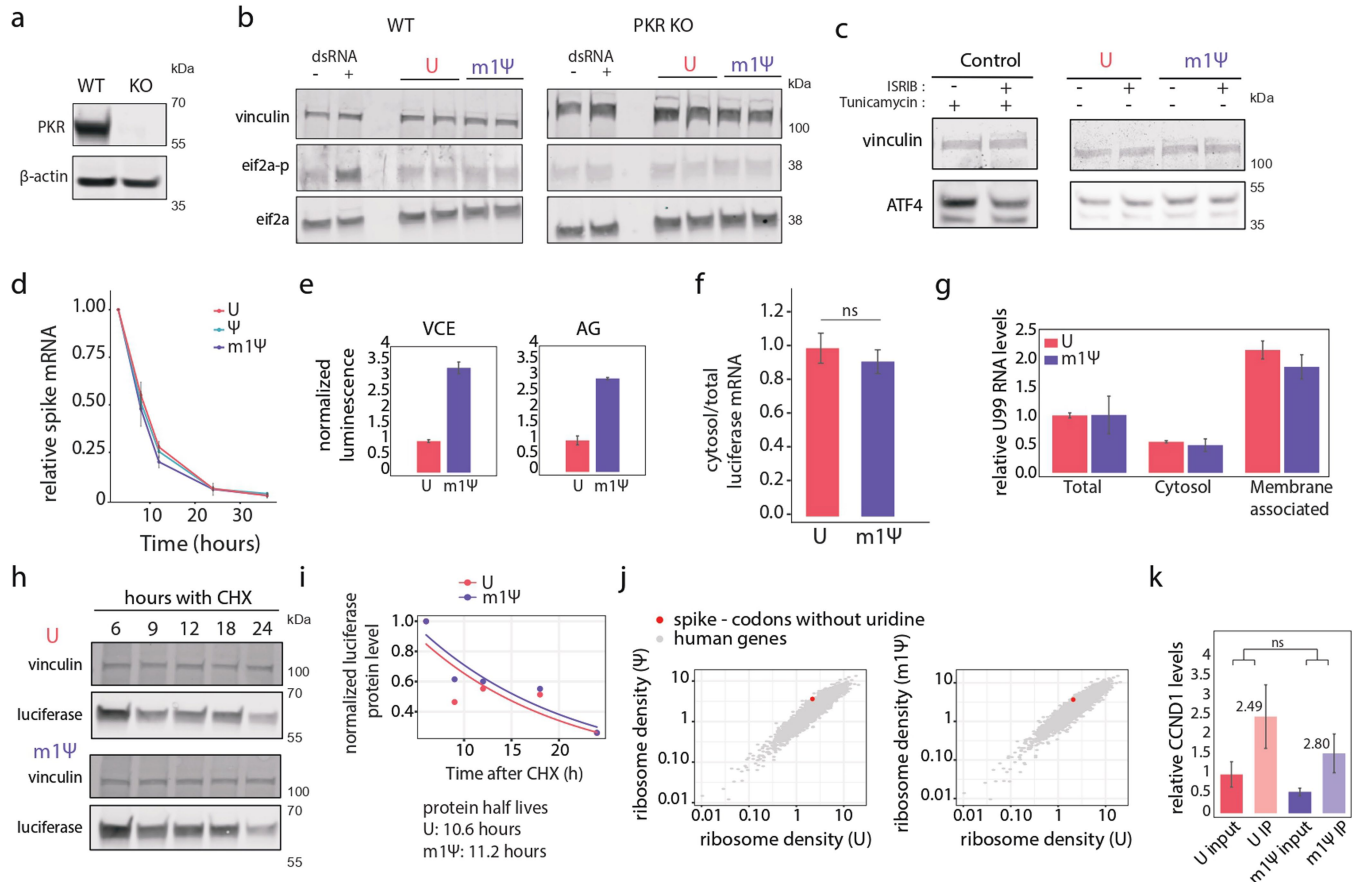 a
WT KO
kDa
PKR
70
55
β-actin
35
b
WT
PKR KO
dsRNA
- +
U
m1Ψ
dsRNA
- +
U
m1Ψ
kDa
vinculin
100
eif2a-p
38
eif2a
38
c
Control
U
m1Ψ
ISRIB : - + - + - +
Tunicamycin : + + - - - -
kDa
vinculin
100
ATF4
55
35
d
relative spike mRNA
1.00
0.75
0.50
0.25
0
10 20 30
Time (hours)
U
Ψ
m1Ψ
e
normalized
luminescence
VCE
4
3.5
3
2.5
2
1.5
1
0.5
0
U m1Ψ
AG
4
3.5
3
2.5
2
1.5
1
0.5
0
U m1Ψ
f
cytosol/total
luciferase mRNA
1.2
1.0
0.8
0.6
0.4
0.2
0.0
ns
U m1Ψ
g
relative U99 RNA levels
2.5
2.0
1.5
1.0
0.5
0.0
U
m1Ψ
Total Cytosol Membrane
associated
h
hours with CHX
U
6 9 12 18 24
kDa
vinculin
100
70
luciferase
55
m1Ψ
vinculin
100
70
luciferase
55
i
U
m1Ψ
normalized luciferase
protein level
1.0
0.8
0.6
0.4
10 15 20
Time after CHX (h)
protein half lives
U: 10.6 hours
m1Ψ: 11.2 hours
j
spike - codons without uridine
human genes
ribosome density (Ψ)
10
1
0.10
0.01
0.01 0.10 1 10
ribosome density (U)
ribosome density (m1Ψ)
10
1
0.10
0.01
0.01 0.10 1 10
ribosome density (U)
k
relative CCND1 levels
4
3.5
3
2.5
2
1.5
1
0.5
0
ns
2.49
2.80
U input
U IP
m1Ψ input
m1Ψ IP